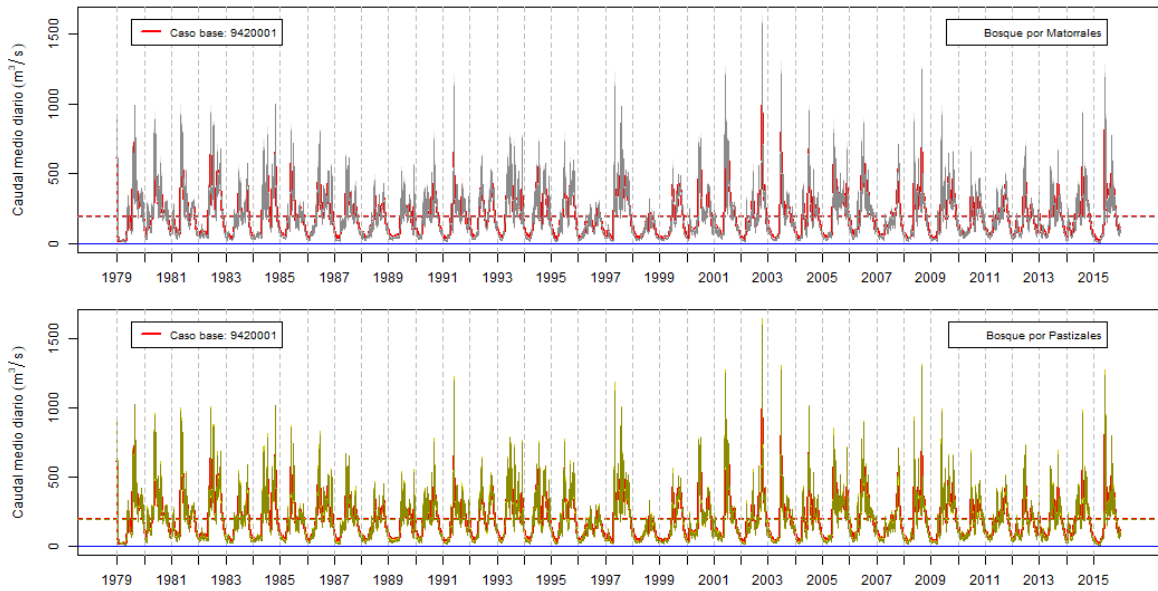 Caudal medio diario (m³/s)
0 500 1000 1500
Caso base: 9420001
Bosque por Matorrales
1979 1981 1983 1985 1987 1989 1991 1993 1995 1997 1999 2001 2003 2005 2007 2009 2011 2013 2015
Caudal medio diario (m³/s)
0 500 1000 1500
Caso base: 9420001
Bosque por Pastizales
1979 1981 1983 1985 1987 1989 1991 1993 1995 1997 1999 2001 2003 2005 2007 2009 2011 2013 2015